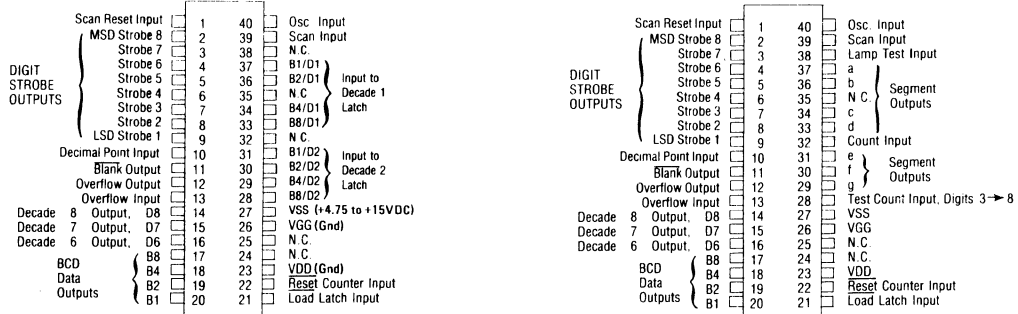 Scan Reset Input 1 40 Osc Input
MSD Strobe 8 2 39 Scan Input
Strobe 7 3 38 N.C.
Strobe 6 4 37 B1/D1
Strobe 5 5 36 B2/D1
Strobe 4 6 35 N.C
Strobe 3 7 34 B4/D1
Strobe 2 8 33 B8/D1
LSD Strobe 1 9 32 N C.
Decimal Point Input 10 31 B1/D2
Blank Output 11 30 B2/D2
Overflow Output 12 29 B4/D2
Overflow Input 13 28 B8/D2
Decade 8 Output, D8 14 27 VSS (+4.75 to +15VDC)
Decade 7 Output, D7 15 26 VGG (Gnd)
Decade 6 Output, D6 16 25 N.C.
B8 17 24 N.C.
B4 18 23 VDD (Gnd)
B2 19 22 Reset Counter Input
B1 20 21 Load Latch Input
DIGIT
STROBE
OUTPUTS
Input to
Decade 1
Latch
Input to
Decade 2
Latch
BCD
Data
Outputs
Scan Reset Input 1 40 Osc. Input
MSD Strobe 8 2 39 Scan Input
Strobe 7 3 38 Lamp Test Input
Strobe 6 4 37 a
Strobe 5 5 36 b
Strobe 4 6 35 N C.
Strobe 3 7 34 c
Strobe 2 8 33 d
LSD Strobe 1 9 32 Count Input
Decimal Point Input 10 31 e
Blank Output 11 30 f
Overflow Output 12 29 g
Overflow Input 13 28 Test Count Input, Digits 3→8
Decade 8 Output, D8 14 27 VSS
Decade 7 Output, D7 15 26 VGG
Decade 6 Output, D6 16 25 N.C.
B8 17 24 N.C.
B4 18 23 VDD
B2 19 22 Reset Counter Input
B1 20 21 Load Latch Input
DIGIT
STROBE
OUTPUTS
Segment
Outputs
Segment
Outputs
BCD
Data
Outputs